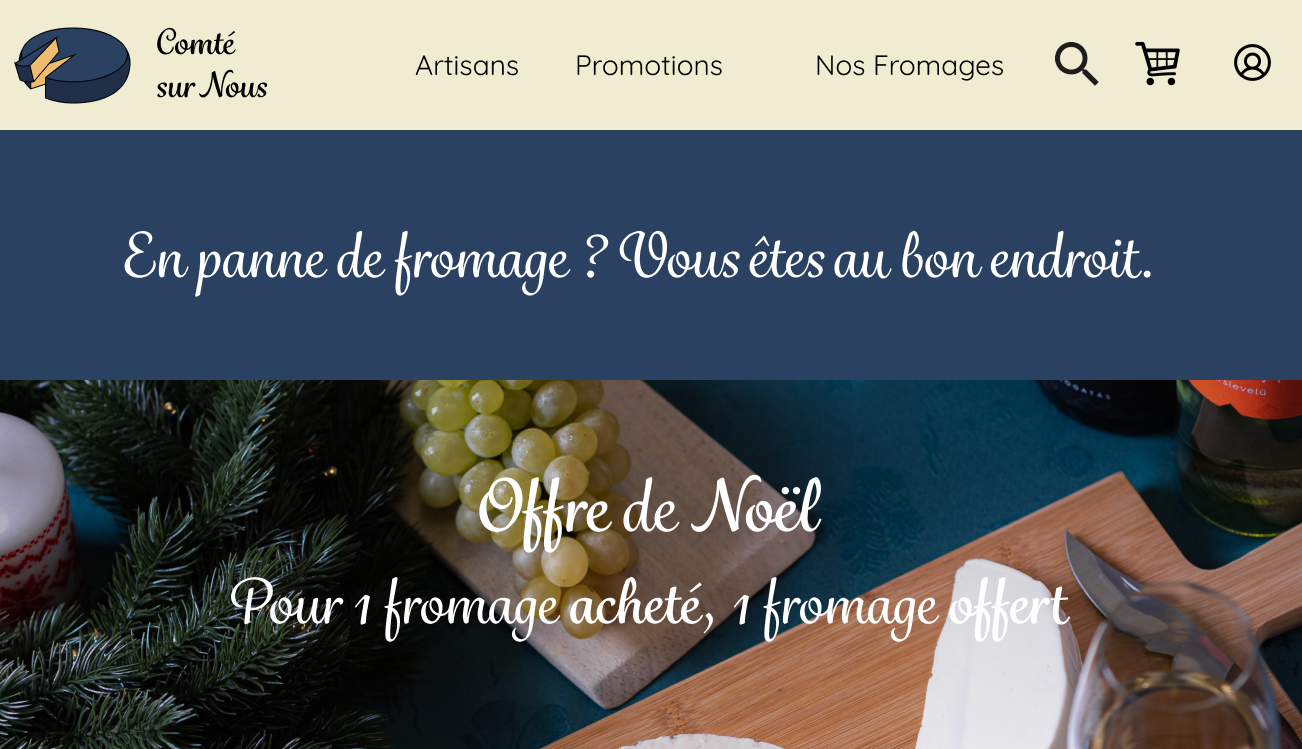 Comté
sur Nous
Artisans
Promotions
Nos Fromages
En panne de fromage ? Vous êtes au bon endroit.
Offre de Noël
Pour 1 fromage acheté, 1 fromage offert